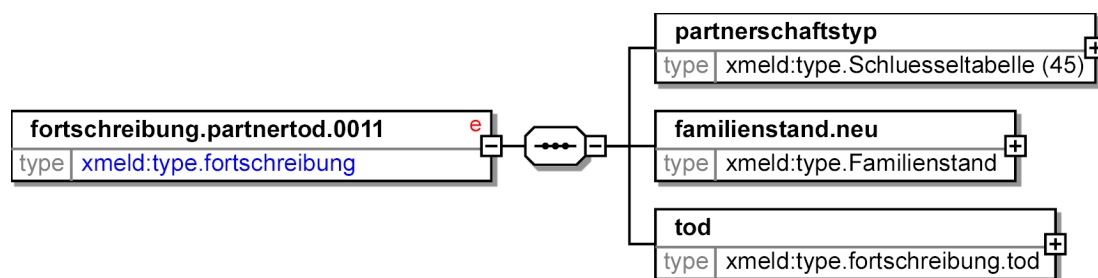 partnerschaftstyp
type xmeld:type.Schluesseltabelle (45)
fortschreibung.partnertod.0011 e
type xmeld:type.fortschreibung
familienstand.neu
type xmeld:type.Familienstand
tod
type xmeld:type.fortschreibung.tod